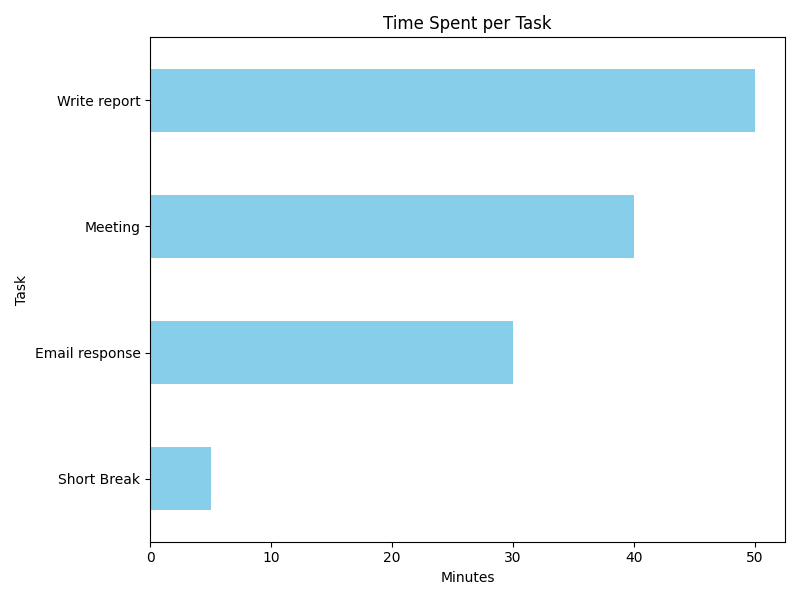 Time Spent per Task
Write report
Meeting
Email response
Short Break
Task
0 10 20 30 40 50
Minutes